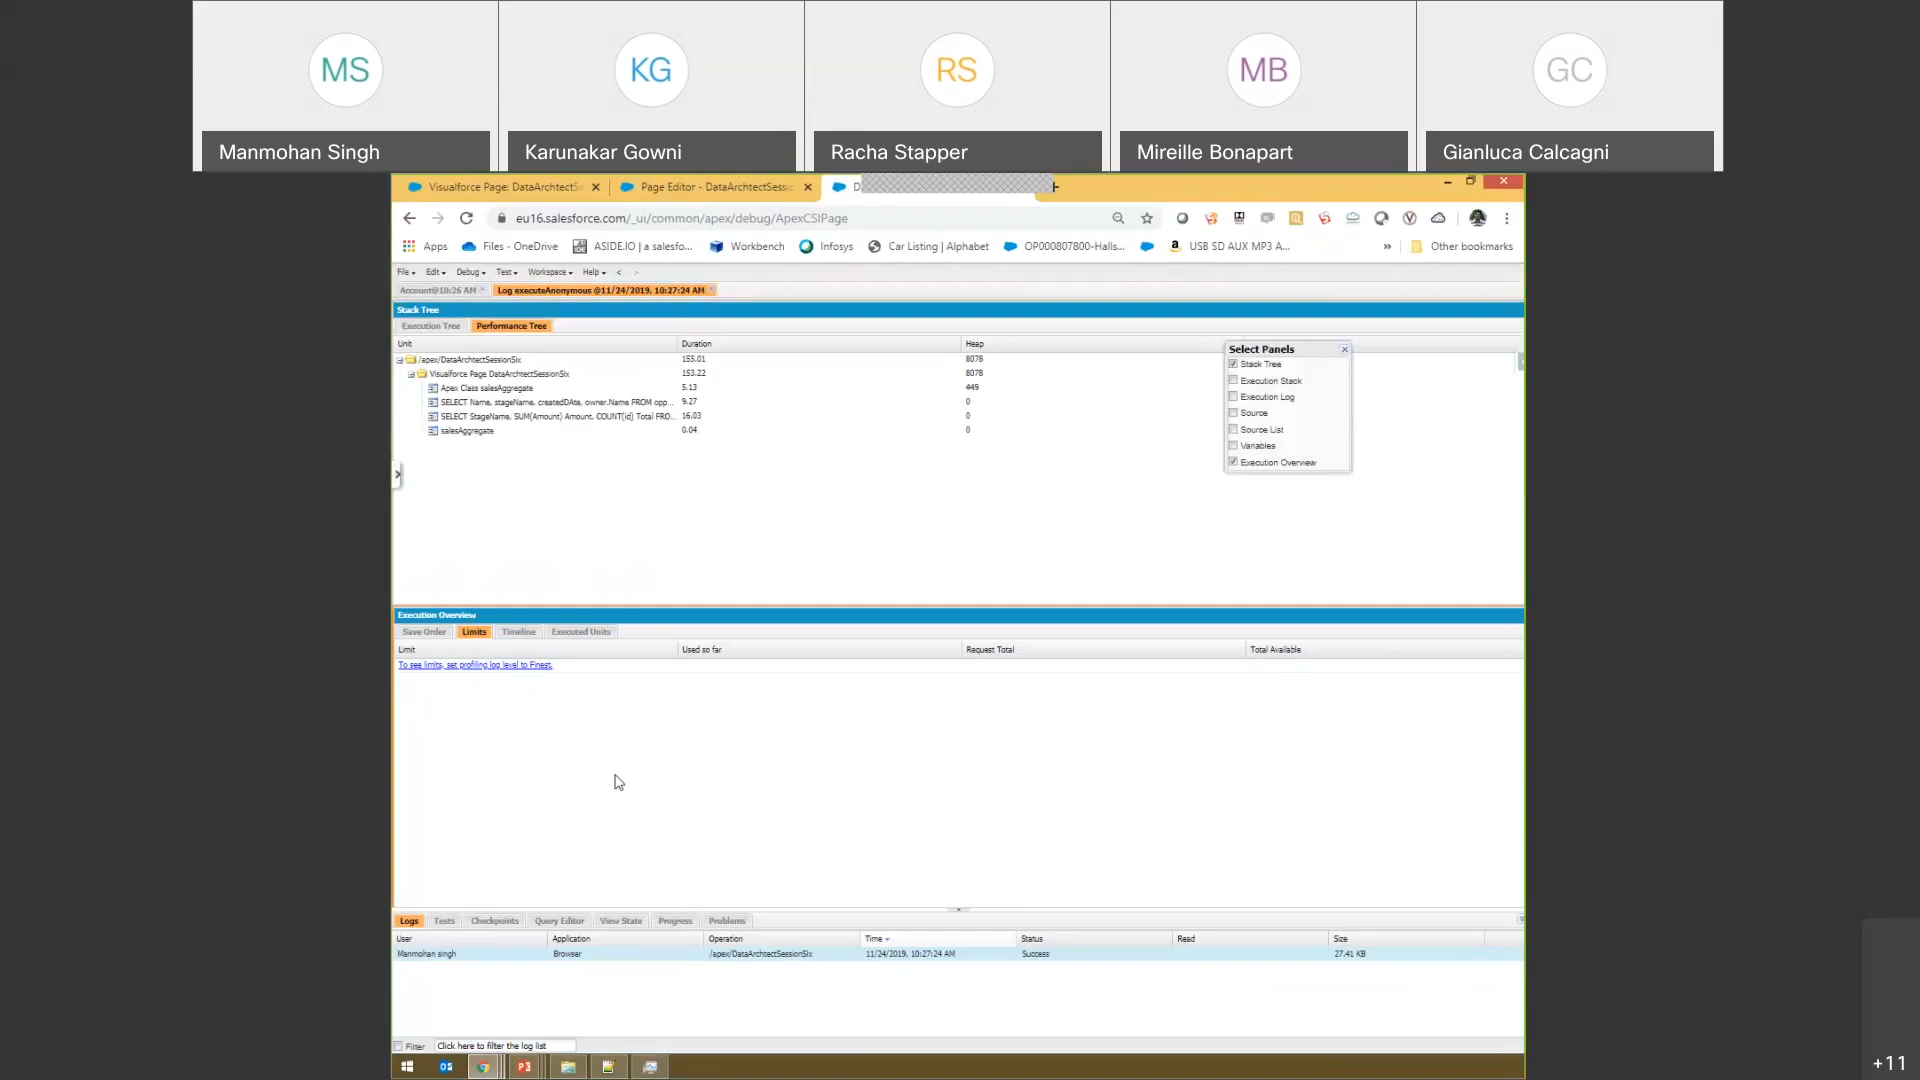 MS
KG
RS
MB
GC
Manmohan Singh
Karunakar Gowni
Racha Stapper
Mireille Bonapart
Gianluca Calcagni
Visualforce Page: DataArchtectSe
Page Editor - DataArchtectSessio
D
eu16.salesforce.com/_ui/common/apex/debug/ApexCSIPage
Apps
Files - OneDrive
ASIDE.IO | a salesfo...
Workbench
Infosys
Car Listing | Alphabet
OP000807800-Halls...
USB SD AUX MP3 A...
»
Other bookmarks
File Edit Debug Test Workspace Help < >
Account@10:26 AM
Log executeAnonymous @11/24/2019, 10:27:24 AM
Stack Tree
Execution Tree Performance Tree
Unit Duration Heap
/apex/DataArchtectSessionSix 155.01 8078
Visualforce Page DataArchtectSessionSix 153.22 8078
Apex Class salesAggregate 5.13 449
SELECT Name, stageName, createdDAte, owner.Name FROM opp... 9.27 0
SELECT StageName, SUM(Amount) Amount, COUNT(id) Total FRO... 16.03 0
salesAggregate 0.04 0
Select Panels
Stack Tree
Execution Stack
Execution Log
Source
Source List
Variables
Execution Overview
Execution Overview
Save Order Limits Timeline Executed Units
Limit Used so far Request Total Total Available
To see limits, set profiling log level to Finest.
Logs Tests Checkpoints Query Editor View State Progress Problems
User Application Operation Time Status Read Size
Manmohan singh Browser /apex/DataArchtectSessionSix 11/24/2019, 10:27:24 AM Success 27.41 KB
Filter Click here to filter the log list
+11